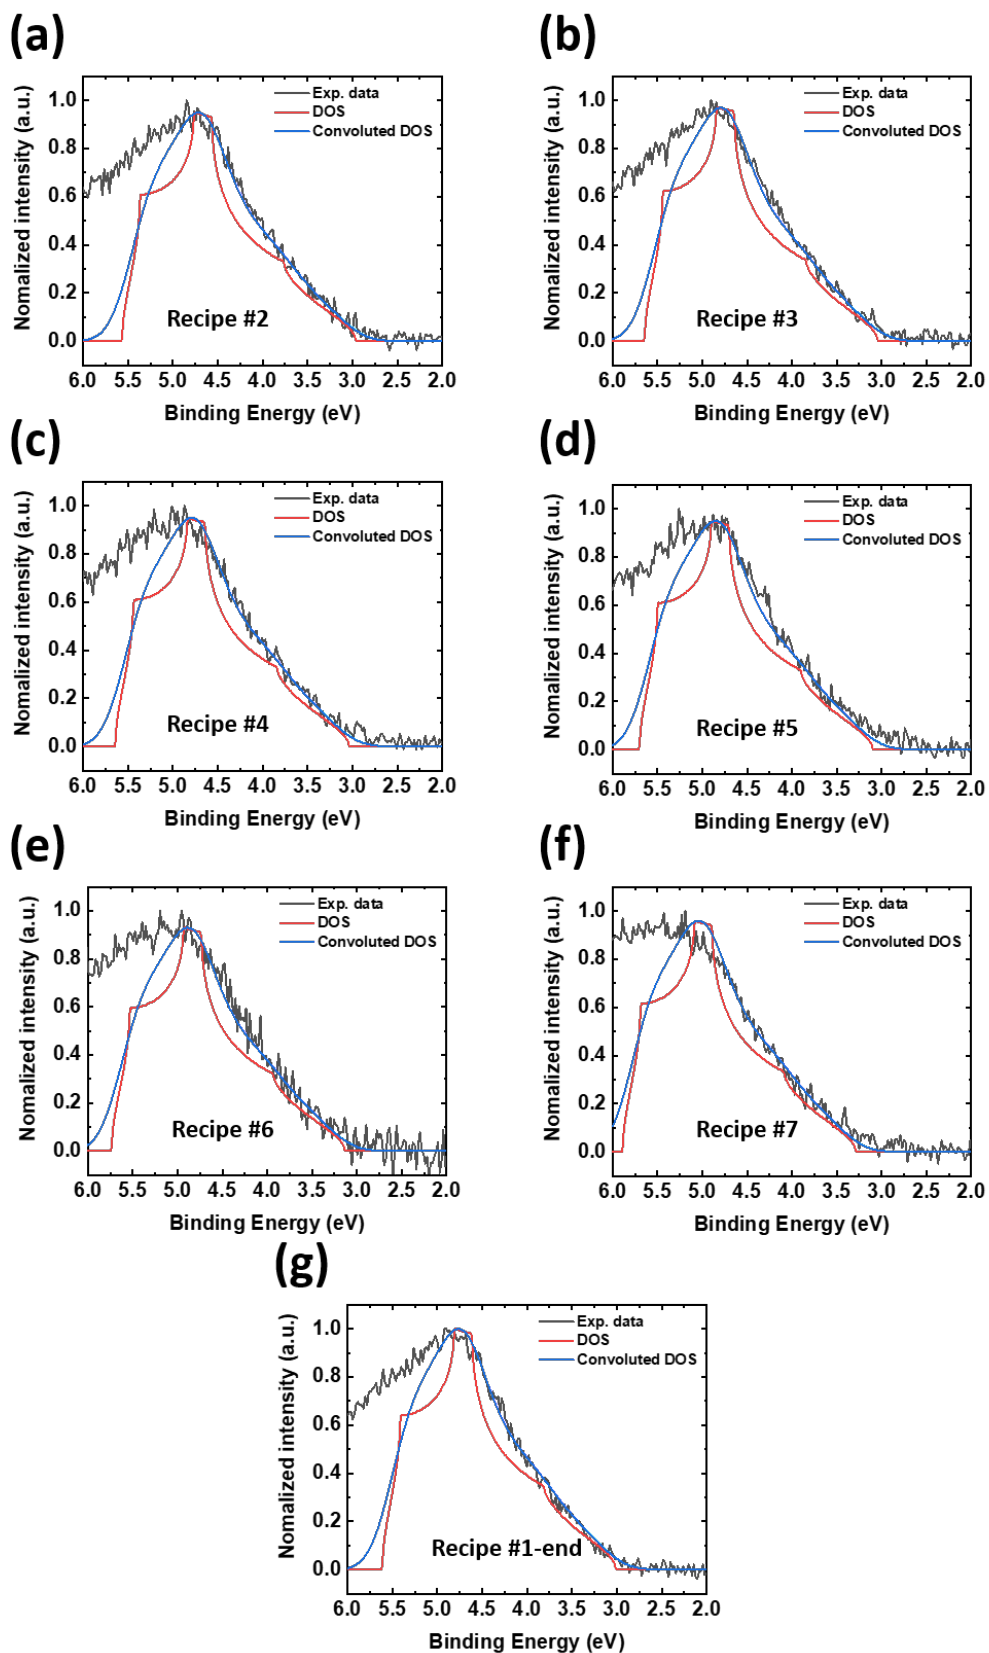 (a)
Nomalized intensity (a.u.)
1.0
0.8
0.6
0.4
0.2
0.0
Exp. data
DOS
Convoluted DOS
Recipe #2
6.0 5.5 5.0 4.5 4.0 3.5 3.0 2.5 2.0
Binding Energy (eV)
(b)
Nomalized intensity (a.u.)
1.0
0.8
0.6
0.4
0.2
0.0
Exp. data
DOS
Convoluted DOS
Recipe #3
6.0 5.5 5.0 4.5 4.0 3.5 3.0 2.5 2.0
Binding Energy (eV)
(c)
Nomalized intensity (a.u.)
1.0
0.8
0.6
0.4
0.2
0.0
Exp. data
DOS
Convoluted DOS
Recipe #4
6.0 5.5 5.0 4.5 4.0 3.5 3.0 2.5 2.0
Binding Energy (eV)
(d)
Nomalized intensity (a.u.)
1.0
0.8
0.6
0.4
0.2
0.0
Exp. data
DOS
Convoluted DOS
Recipe #5
6.0 5.5 5.0 4.5 4.0 3.5 3.0 2.5 2.0
Binding Energy (eV)
(e)
Nomalized intensity (a.u.)
1.0
0.8
0.6
0.4
0.2
0.0
Exp. data
DOS
Convoluted DOS
Recipe #6
6.0 5.5 5.0 4.5 4.0 3.5 3.0 2.5 2.0
Binding Energy (eV)
(f)
Nomalized intensity (a.u.)
1.0
0.8
0.6
0.4
0.2
0.0
Exp. data
DOS
Convoluted DOS
Recipe #7
6.0 5.5 5.0 4.5 4.0 3.5 3.0 2.5 2.0
Binding Energy (eV)
(g)
Nomalized intensity (a.u.)
1.0
0.8
0.6
0.4
0.2
0.0
Exp. data
DOS
Convoluted DOS
Recipe #1-end
6.0 5.5 5.0 4.5 4.0 3.5 3.0 2.5 2.0
Binding Energy (eV)